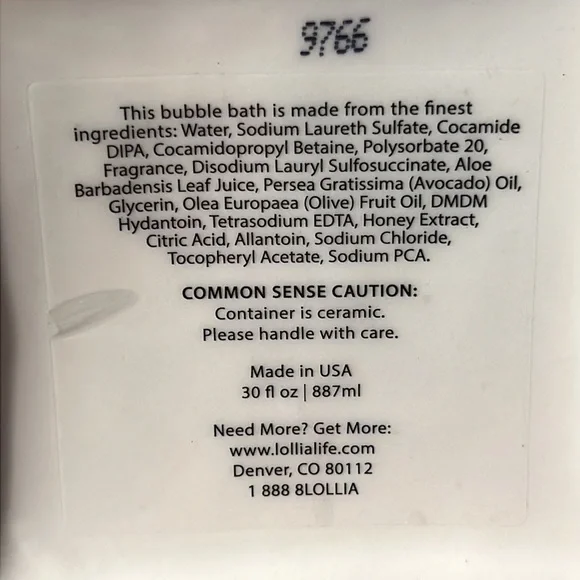 9766
This bubble bath is made from the finest
ingredients: Water, Sodium Laureth Sulfate, Cocamide
DIPA, Cocamidopropyl Betaine, Polysorbate 20,
Fragrance, Disodium Lauryl Sulfosuccinate, Aloe
Barbadensis Leaf Juice, Persea Gratissima (Avocado) Oil,
Glycerin, Olea Europaea (Olive) Fruit Oil, DMDM
Hydantoin, Tetrasodium EDTA, Honey Extract,
Citric Acid, Allantoin, Sodium Chloride,
Tocopheryl Acetate, Sodium PCA.
COMMON SENSE CAUTION:
Container is ceramic.
Please handle with care.
Made in USA
30 fl oz | 887ml
Need More? Get More:
www.lollialife.com
Denver, CO 80112
1 888 8LOLLIA